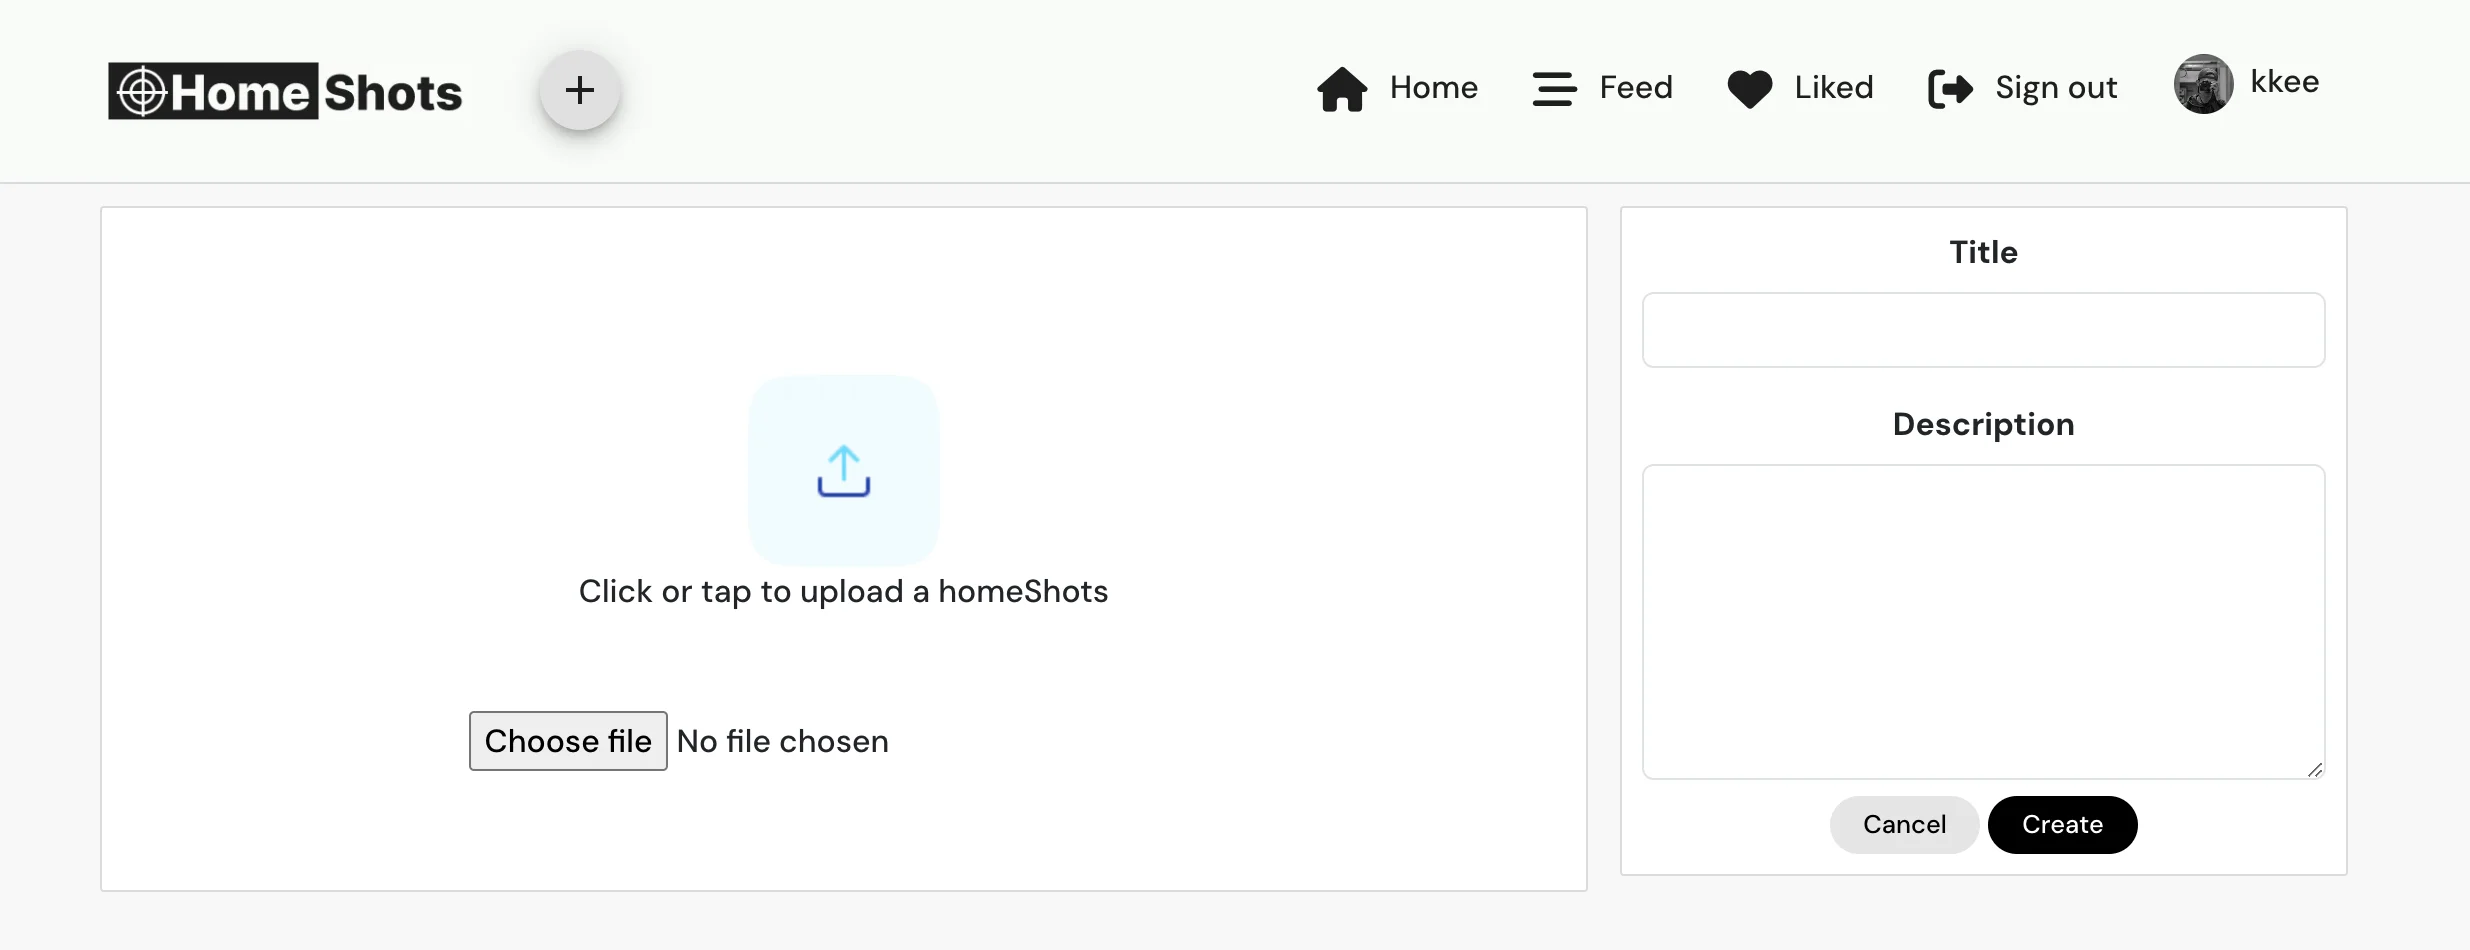 Home Shots
+
Home
Feed
Liked
Sign out
kkee
Click or tap to upload a homeShots
Choose file No file chosen
Title
Description
Cancel
Create